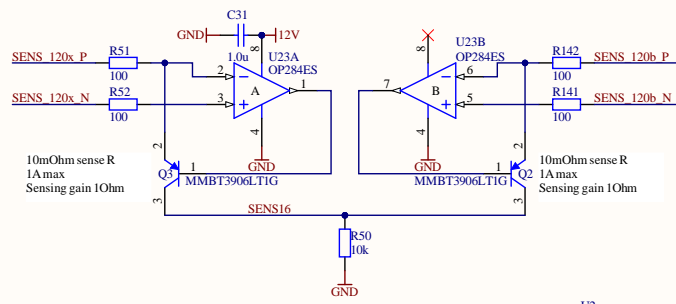 C31
GND
12V
1.0u
8
U23A
OP284ES
SENS_120x_P
R51
100
2
A
1
SENS_120x_N
R52
100
3
4
GND
2
10mOhm sense R
1A max
Sensing gain 1Ohm
Q3
1
MMBT3906LT1G
3
SENS16
R50
10k
GND
8
U23B
OP284ES
R142
100
SENS_120b_P
6
7
B
5
R141
100
SENS_120b_N
4
GND
2
1
MMBT3906LT1G
Q2
3
10mOhm sense R
1A max
Sensing gain 1Ohm